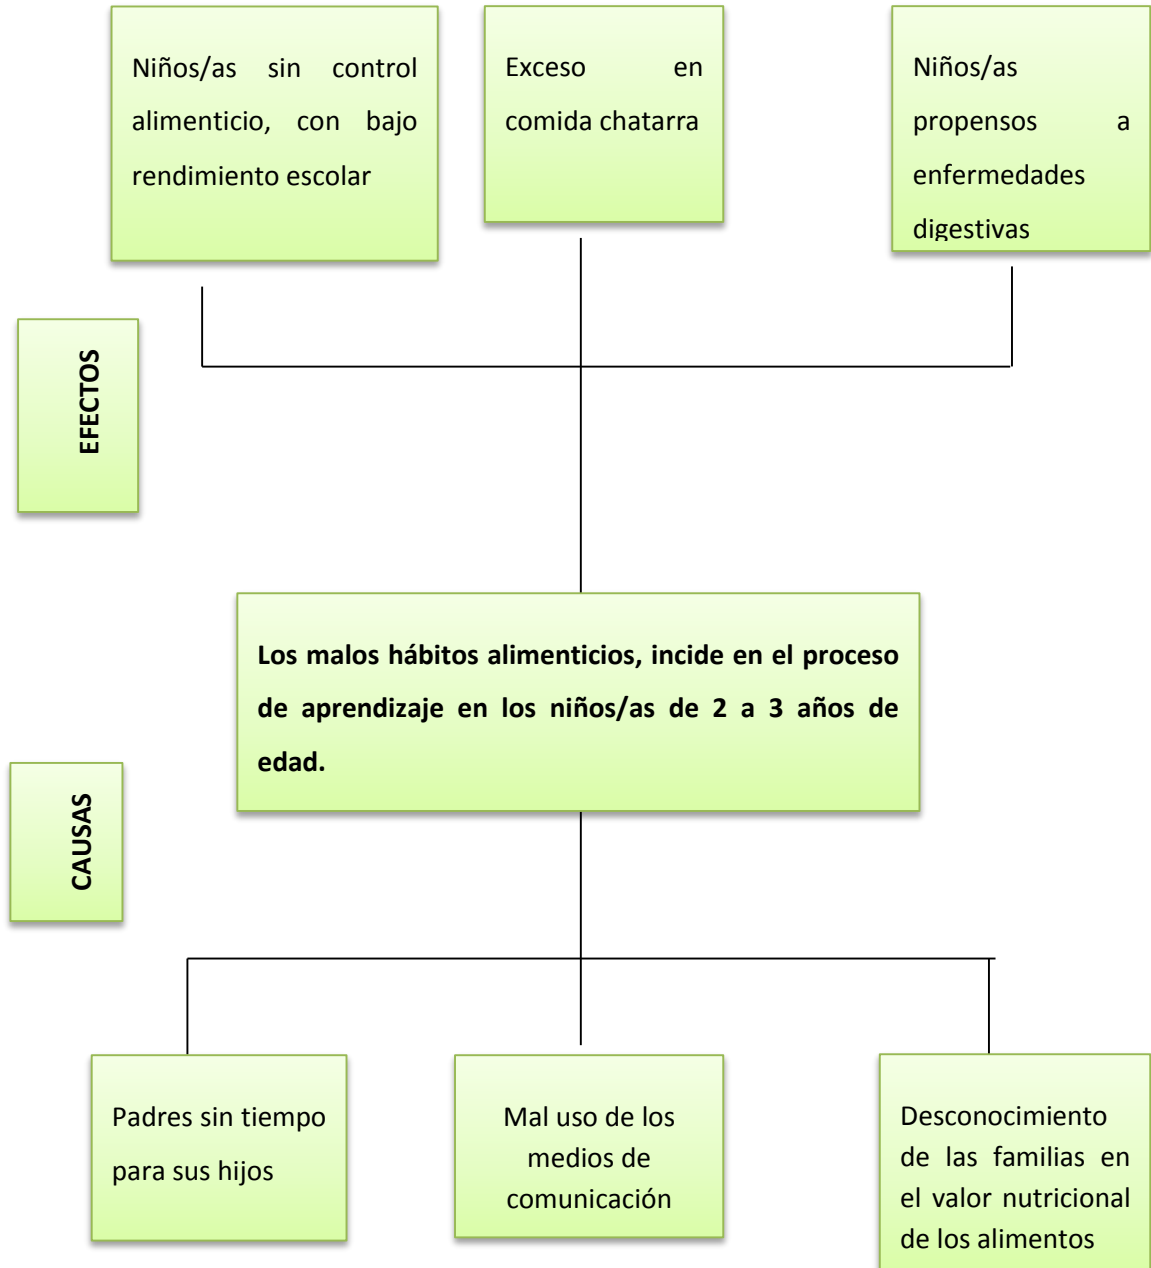 Niños/as sin control
alimenticio, con bajo
rendimiento escolar
Exceso en
comida chatarra
Niños/as
propensos a
enfermedades
digestivas
EFECTOS
Los malos hábitos alimenticios, incide en el proceso
de aprendizaje en los niños/as de 2 a 3 años de
edad.
CAUSAS
Padres sin tiempo
para sus hijos
Mal uso de los
medios de
comunicación
Desconocimiento
de las familias en
el valor nutricional
de los alimentos